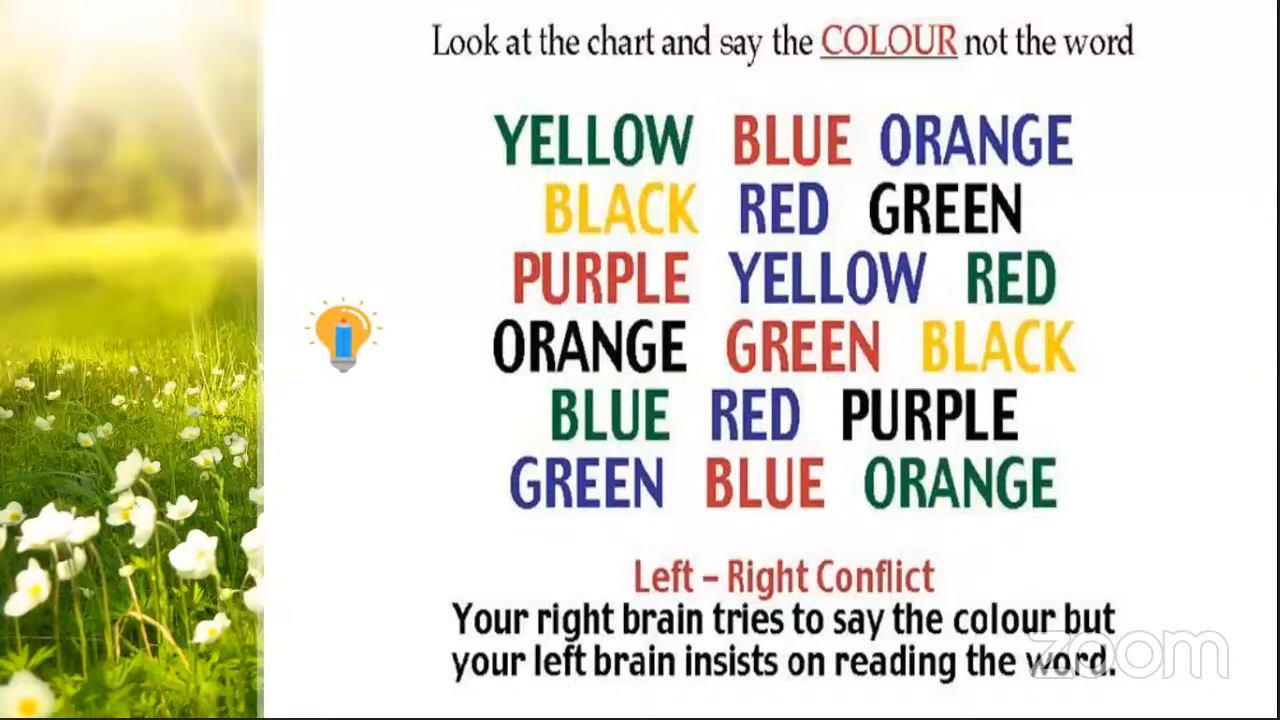 Look at the chart and say the COLOUR not the word
YELLOW BLUE ORANGE
BLACK RED GREEN
PURPLE YELLOW RED
ORANGE GREEN BLACK
BLUE RED PURPLE
GREEN BLUE ORANGE
Left – Right Conflict
Your right brain tries to say the colour but
your left brain insists on reading the word.
zoom